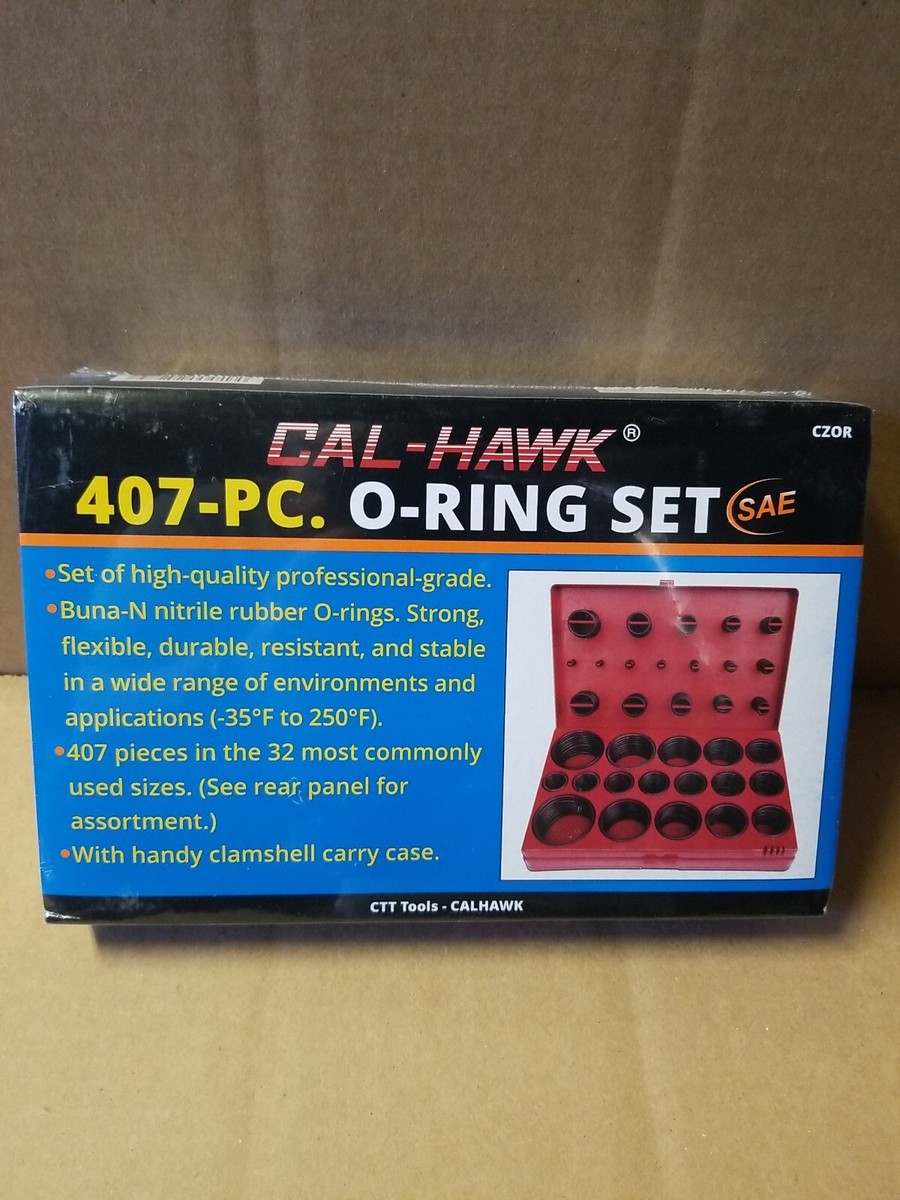 CAL-HAWK®
CZOR
407-PC. O-RING SET SAE
•Set of high-quality professional-grade.
•Buna-N nitrile rubber O-rings. Strong,
flexible, durable, resistant, and stable
in a wide range of environments and
applications (-35°F to 250°F).
•407 pieces in the 32 most commonly
used sizes. (See rear panel for
assortment.)
•With handy clamshell carry case.
CTT Tools - CALHAWK